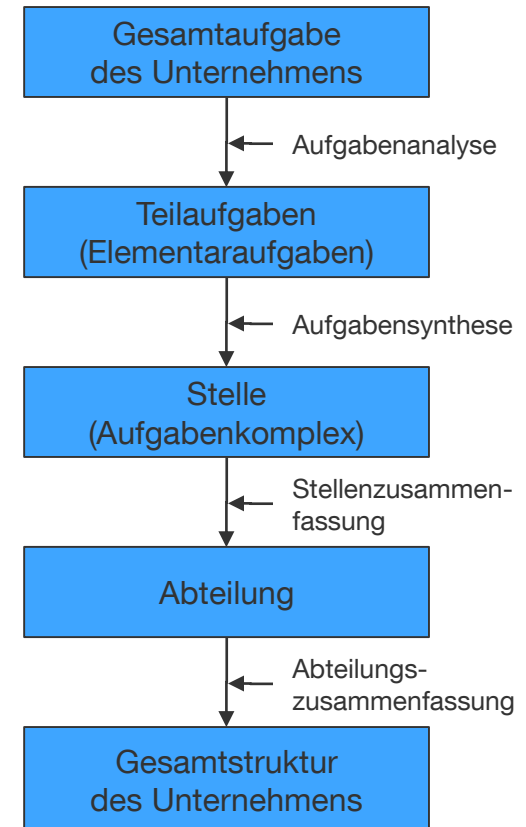 Gesamtaufgabe
des Unternehmens
Aufgabenanalyse
Teilaufgaben
(Elementaraufgaben)
Aufgabensynthese
Stelle
(Aufgabenkomplex)
Stellenzusammen-
fassung
Abteilung
Abteilungs-
zusammenfassung
Gesamtstruktur
des Unternehmens